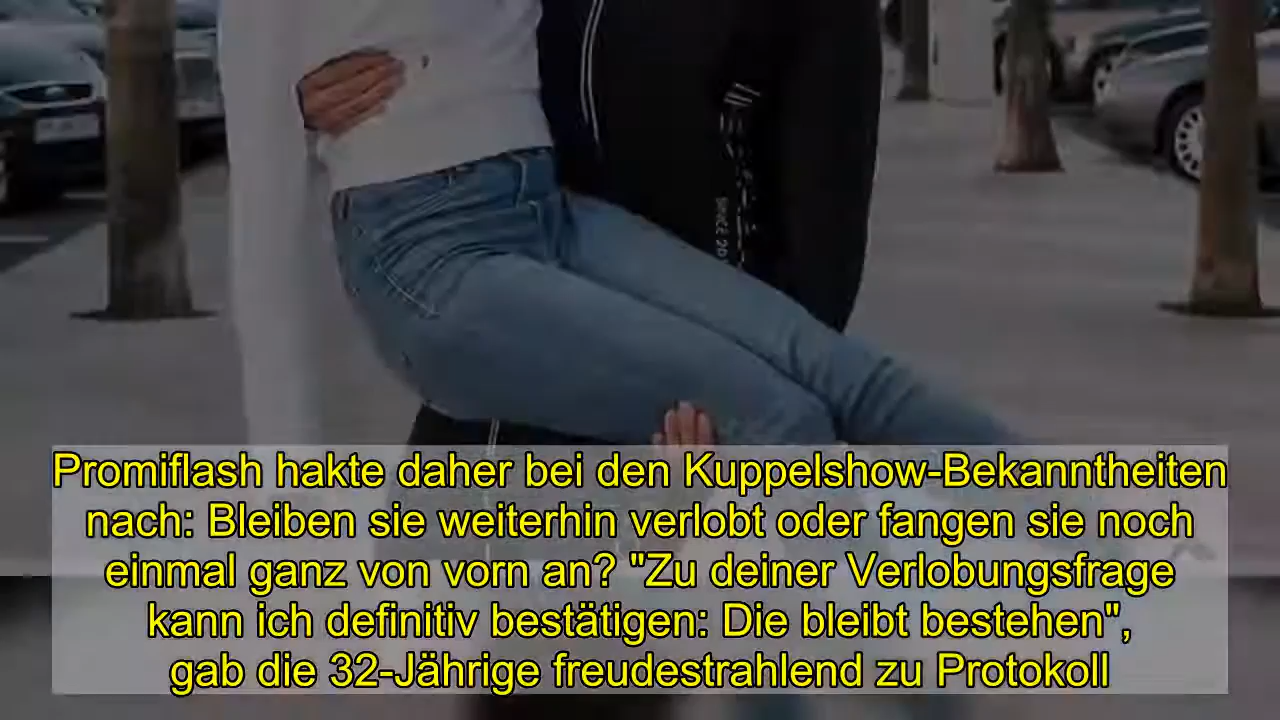 SINCE 20
Promiflash hakte daher bei den Kuppelshow-Bekanntheiten
nach: Bleiben sie weiterhin verlobt oder fangen sie noch
einmal ganz von vorn an? "Zu deiner Verlobungsfrage
kann ich definitiv bestätigen: Die bleibt bestehen",
gab die 32-Jährige freudestrahlend zu Protokoll